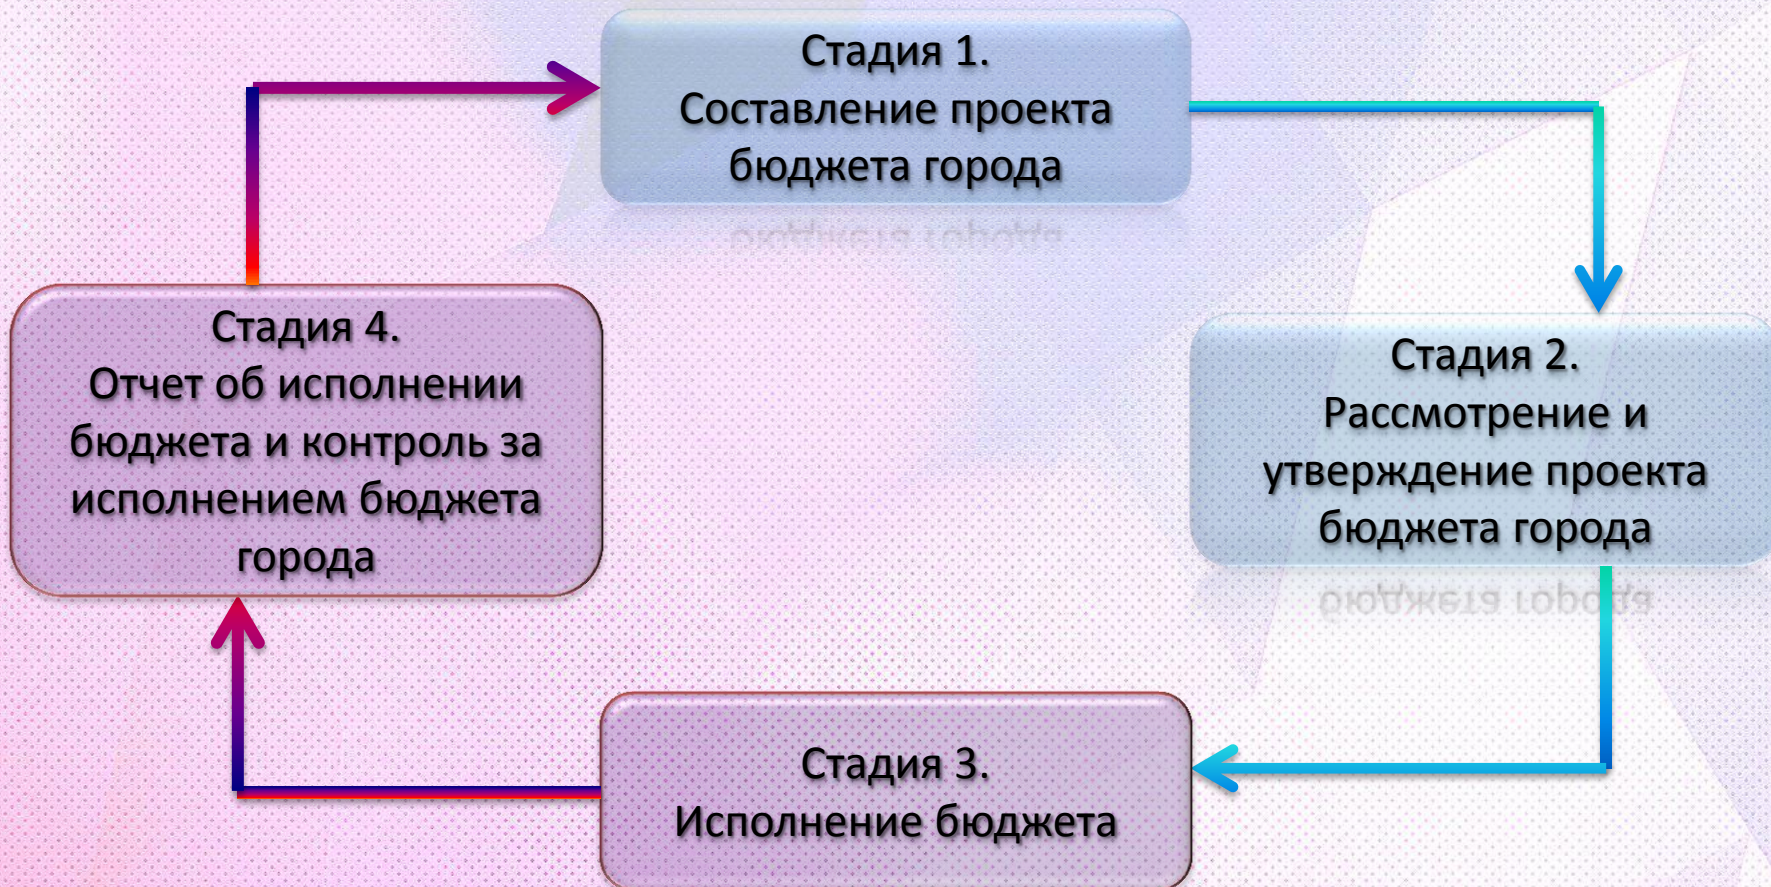 Стадия 1.
Составление проекта
бюджета города
Стадия 2.
Рассмотрение и
утверждение проекта
бюджета города
Стадия 3.
Исполнение бюджета
Стадия 4.
Отчет об исполнении
бюджета и контроль за
исполнением бюджета
города